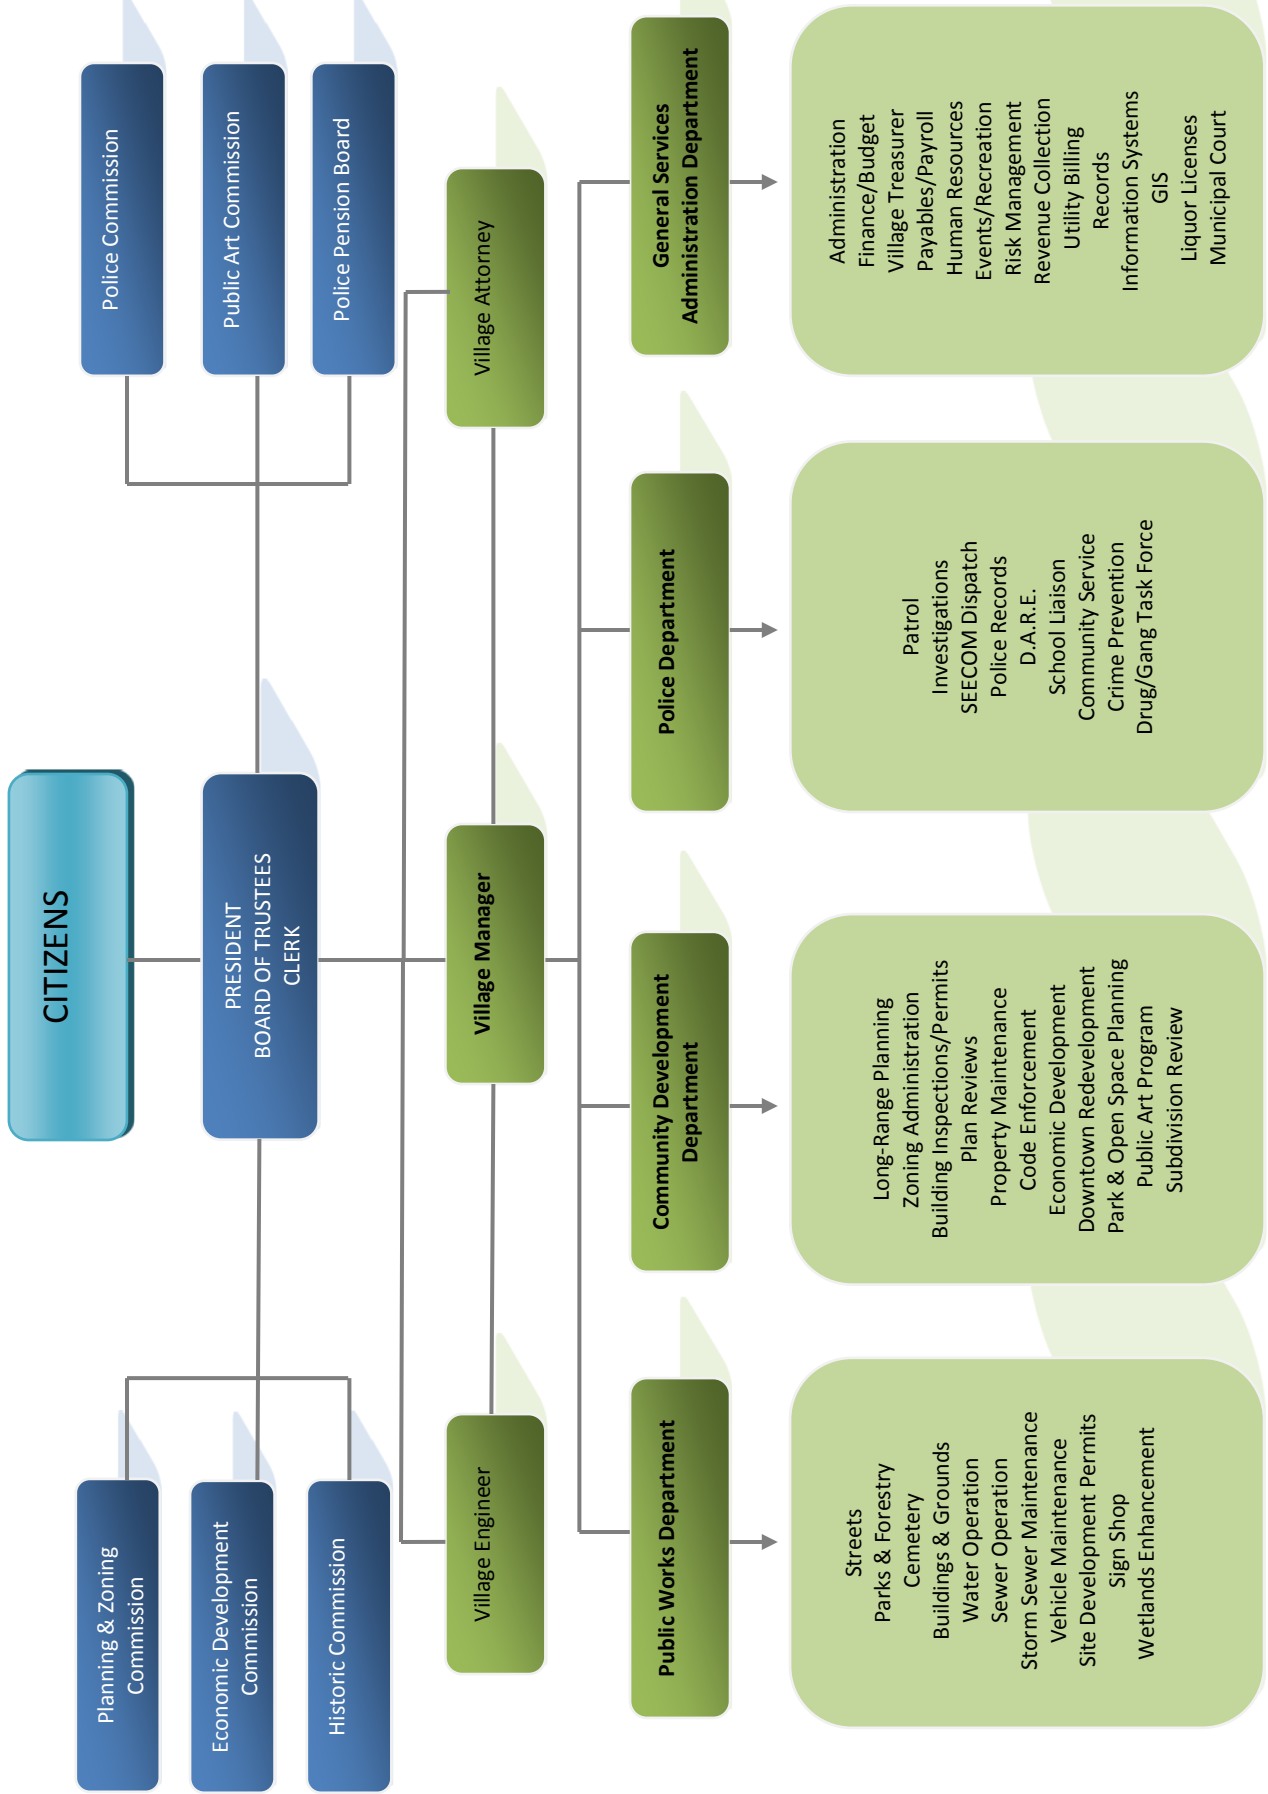 CITIZENS
PRESIDENT
BOARD OF TRUSTEES
CLERK
Planning & Zoning
Commission
Economic Development
Commission
Historic Commission
Police Commission
Public Art Commission
Police Pension Board
Village Engineer
Village Manager
Village Attorney
Public Works Department
Community Development
Department
Police Department
General Services
Administration Department
Streets
Parks & Forestry
Cemetery
Buildings & Grounds
Water Operation
Sewer Operation
Storm Sewer Maintenance
Vehicle Maintenance
Site Development Permits
Sign Shop
Wetlands Enhancement
Long-Range Planning
Zoning Administration
Building Inspections/Permits
Plan Reviews
Property Maintenance
Code Enforcement
Economic Development
Downtown Redevelopment
Park & Open Space Planning
Public Art Program
Subdivision Review
Patrol
Investigations
SEECOM Dispatch
Police Records
D.A.R.E.
School Liaison
Community Service
Crime Prevention
Drug/Gang Task Force
Administration
Finance/Budget
Village Treasurer
Payables/Payroll
Human Resources
Events/Recreation
Risk Management
Revenue Collection
Utility Billing
Records
Information Systems
GIS
Liquor Licenses
Municipal Court